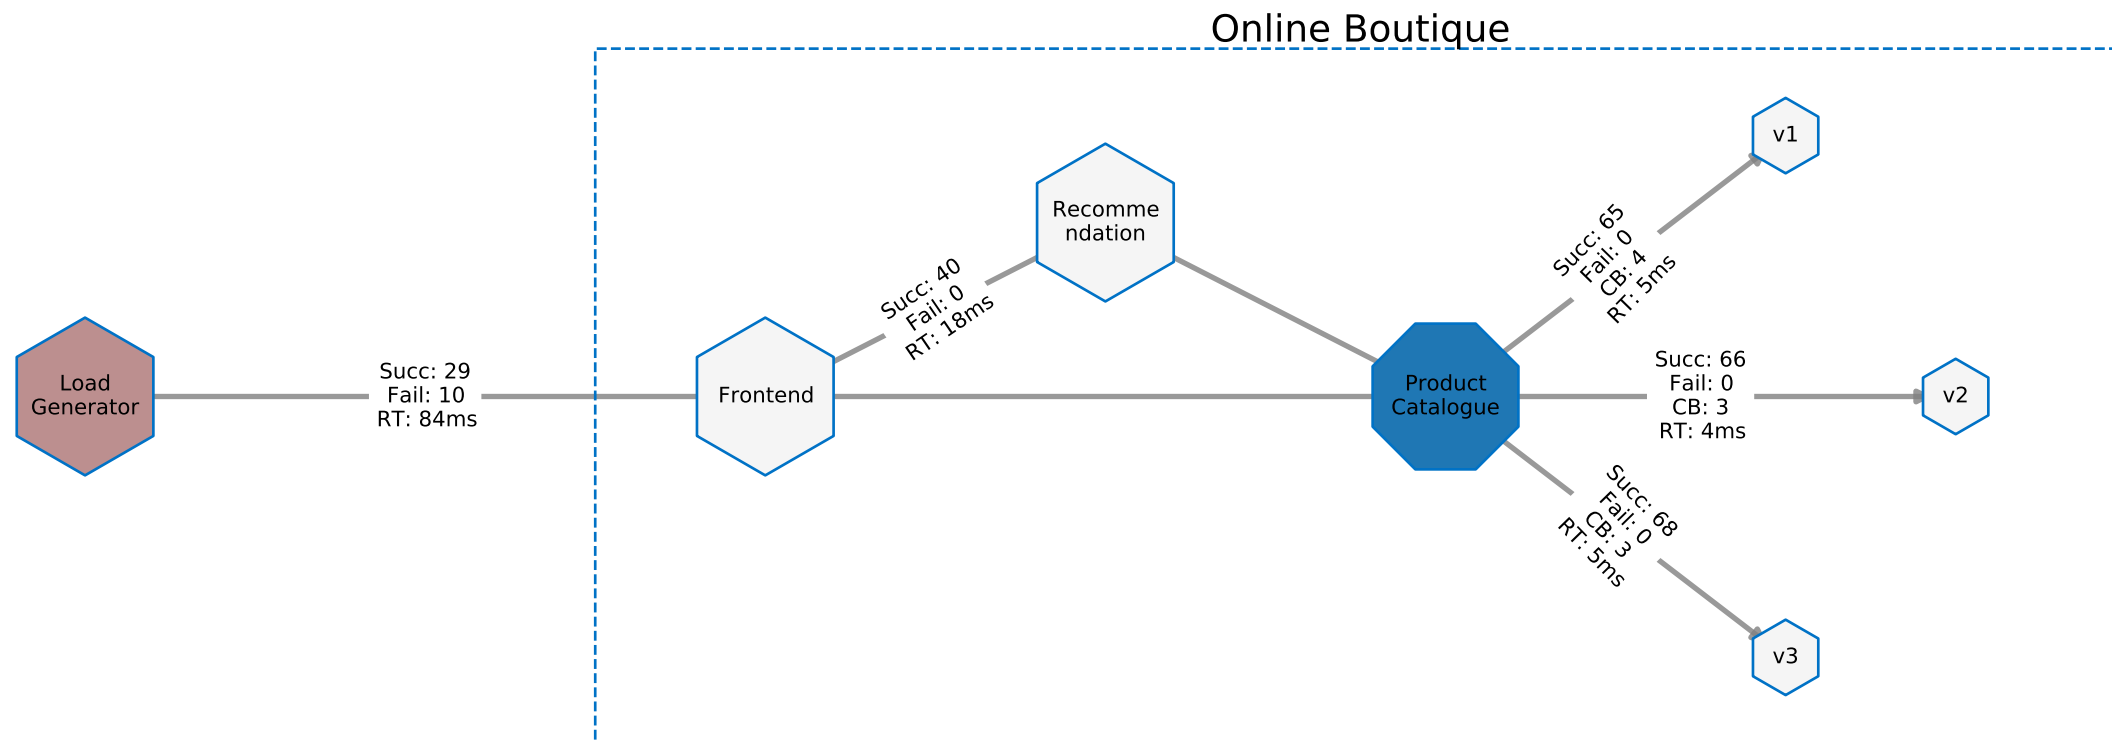 Online Boutique
Load
Generator
Succ: 29
Fail: 10
RT: 84ms
Frontend
Succ: 40
Fail: 0
RT: 18ms
Recomme
ndation
Product
Catalogue
Succ: 65
Fail: 0
CB: 4
RT: 5ms
v1
Succ: 66
Fail: 0
CB: 3
RT: 4ms
v2
Succ: 68
Fail: 0
CB: 3
RT: 5ms
v3